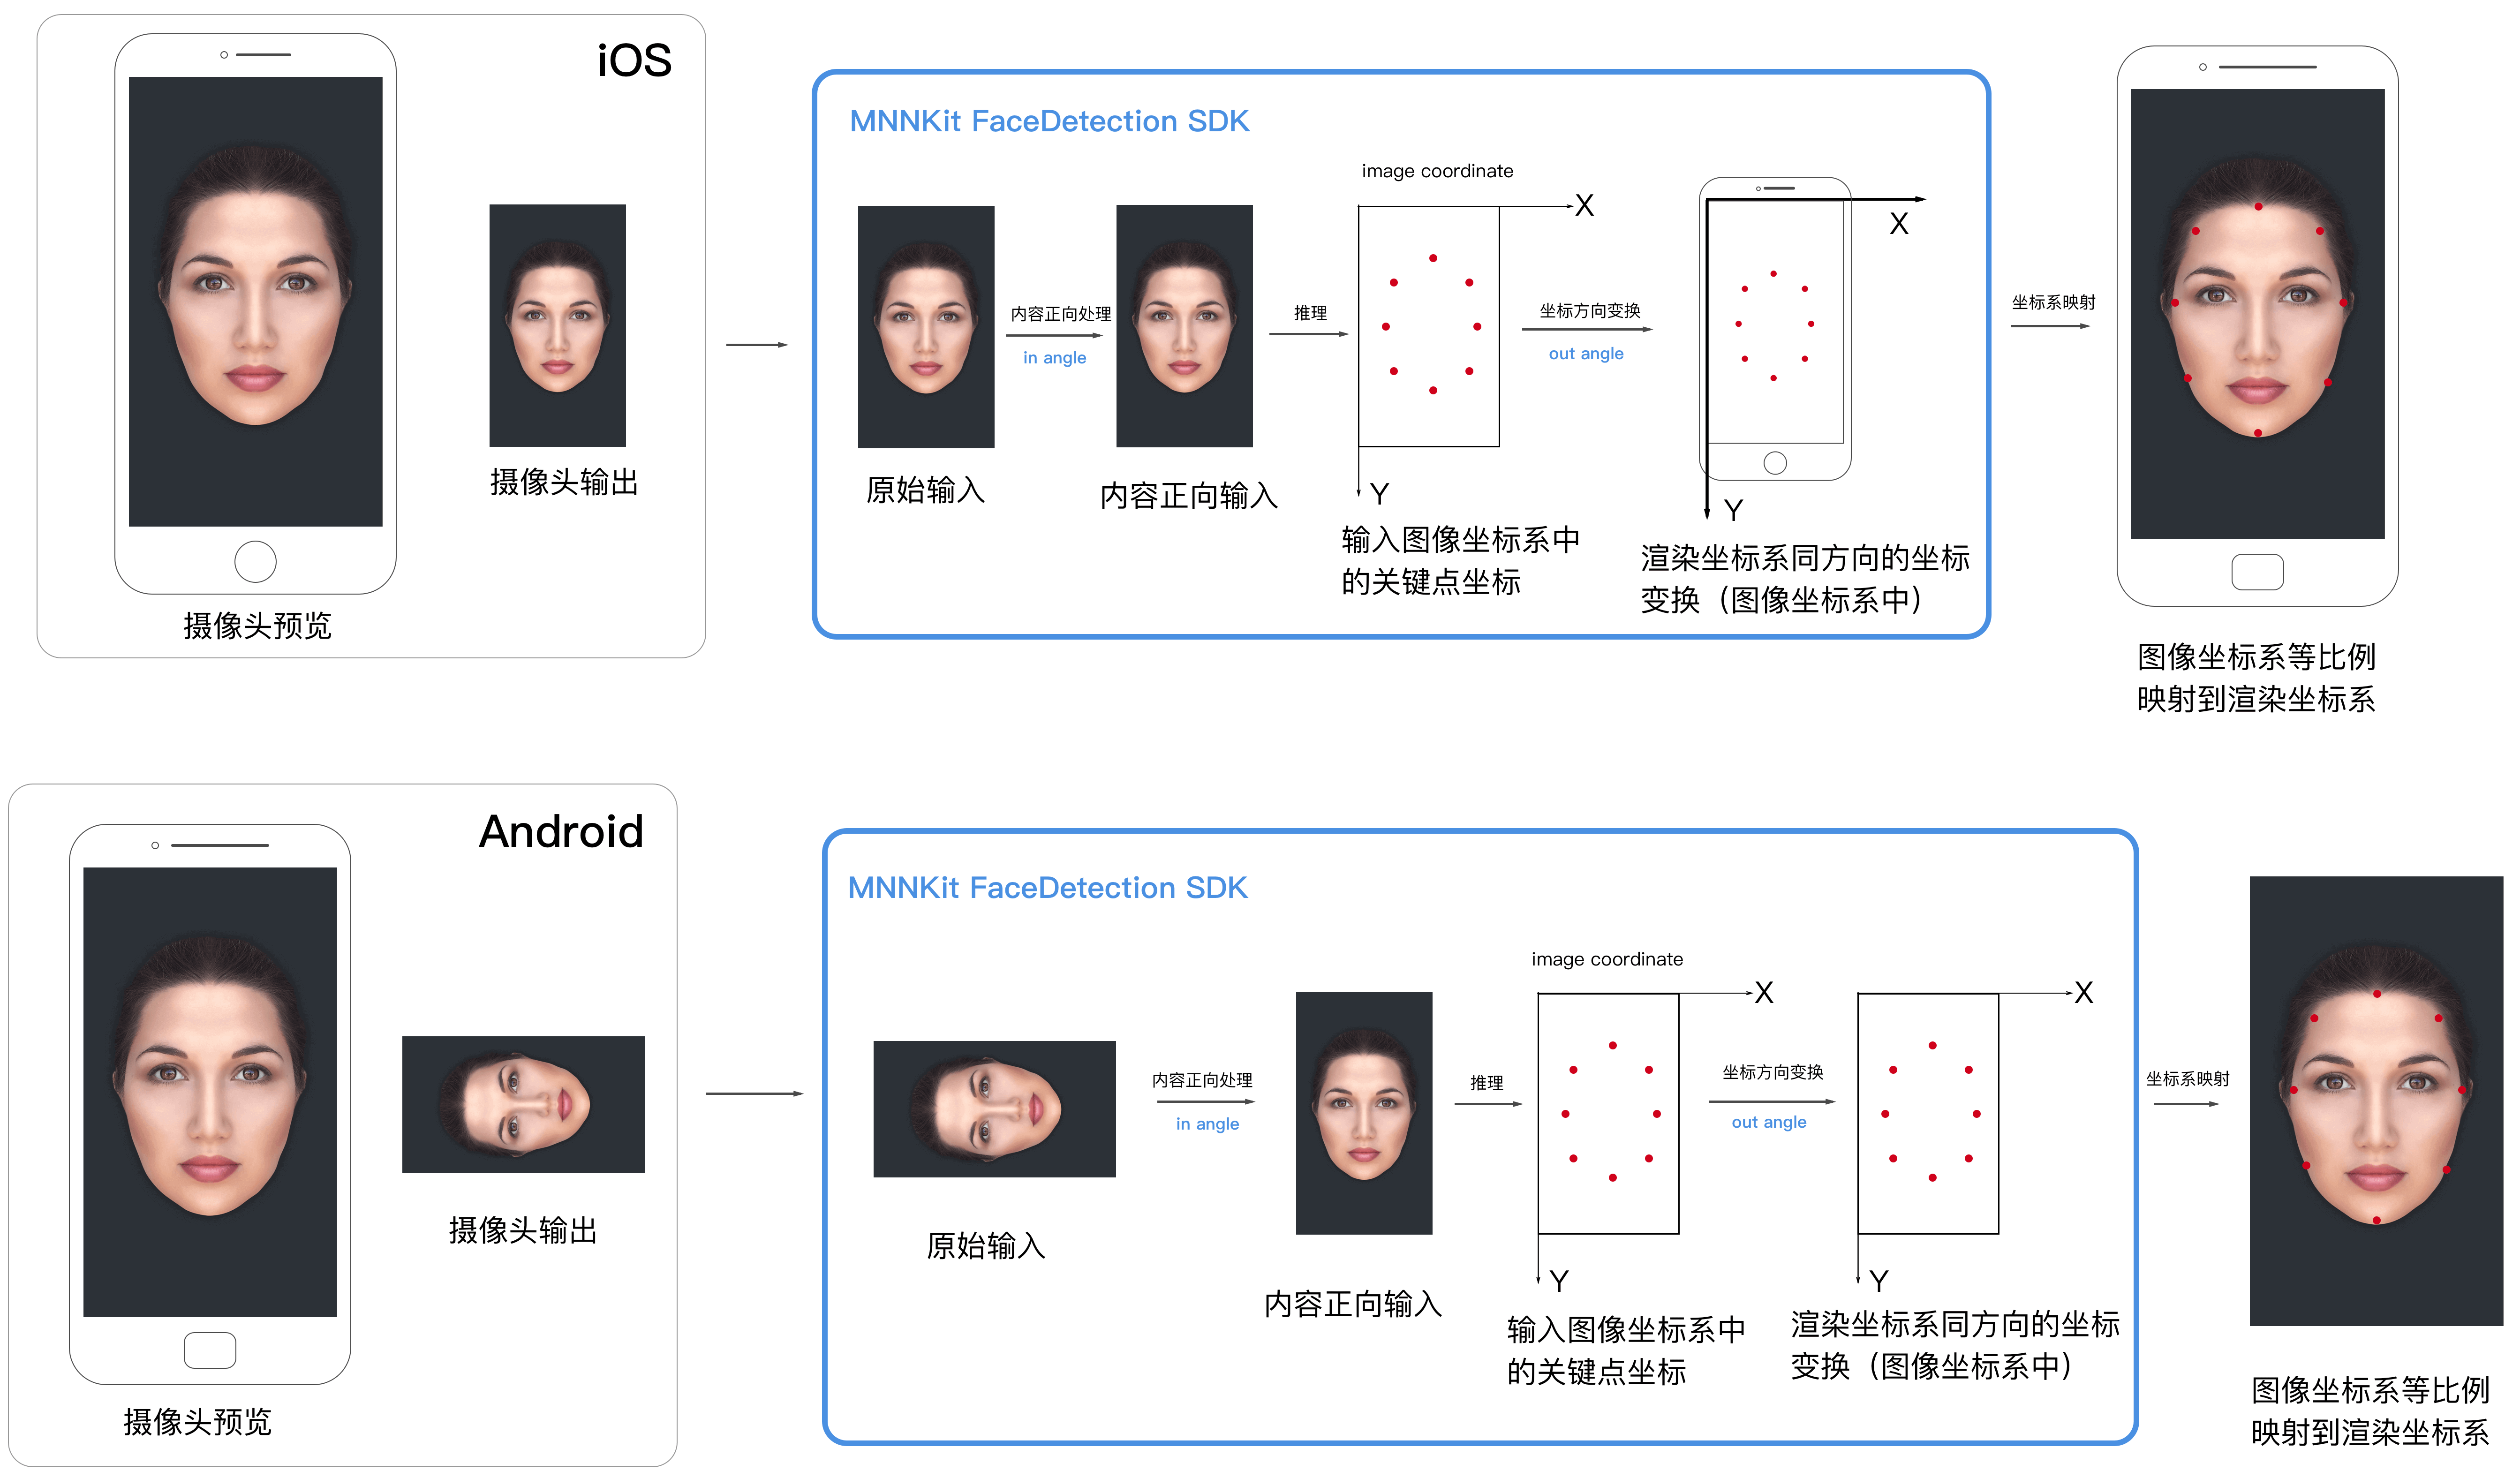 iOS
摄像头预览
摄像头输出
MNNKit FaceDetection SDK
原始输入
内容正向处理
in angle
内容正向输入
推理
image coordinate
X
Y
输入图像坐标系中
的关键点坐标
坐标方向变换
out angle
X
Y
渲染坐标系同方向的坐标
变换（图像坐标系中）
坐标系映射
图像坐标系等比例
映射到渲染坐标系
Android
摄像头预览
摄像头输出
MNNKit FaceDetection SDK
原始输入
内容正向处理
in angle
内容正向输入
推理
image coordinate
X
Y
输入图像坐标系中
的关键点坐标
坐标方向变换
out angle
X
Y
渲染坐标系同方向的坐标
变换（图像坐标系中）
坐标系映射
图像坐标系等比例
映射到渲染坐标系